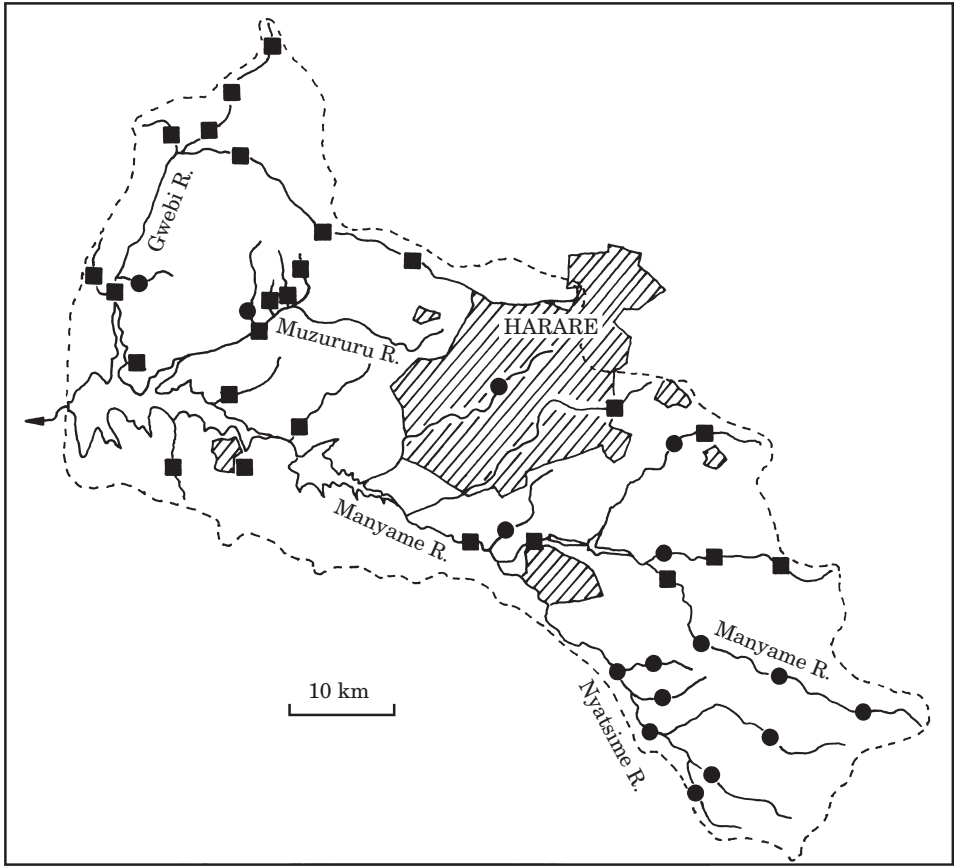 Gwebi R.
HARARE
Muzururu R.
Manyame R.
Manyame R.
10 km
Nyatsime R.